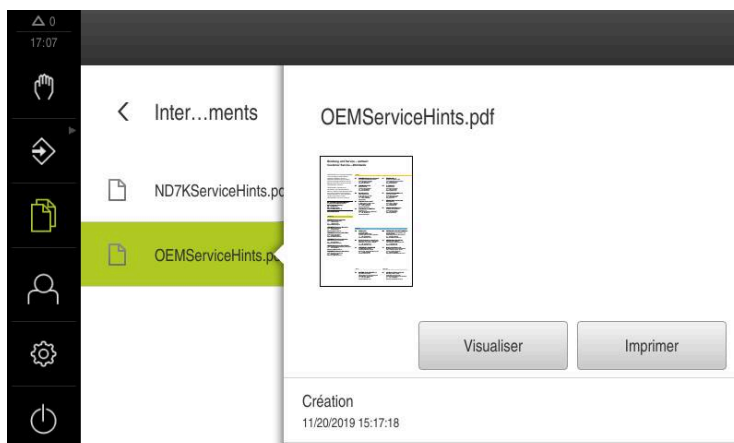 0
17:07
Inter…ments
OEMServiceHints.pdf
ND7KServiceHints.pd
OEMServiceHints.p
Visualiser
Imprimer
Création
11/20/2019 15:17:18